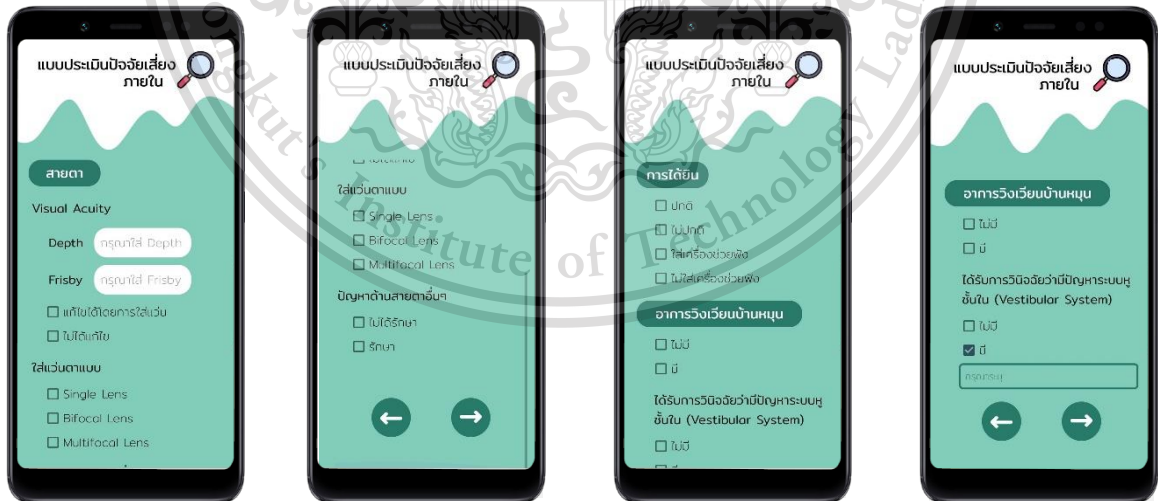 แบบประเมินปัจจัยเสี่ยง
ภายใน
สายตา
Visual Acuity
Depth กรุณาใส่ Depth
Frisby กรุณาใส่ Frisby
แก้ไขได้โดยการใส่แว่น
ไม่ได้แก้ไข
ใส่แว่นตาแบบ
Single Lens
Bifocal Lens
Multifocal Lens
แบบประเมินปัจจัยเสี่ยง
ภายใน
ใส่แว่นตาแบบ
Single Lens
Bifocal Lens
Multifocal Lens
ปัญหาด้านสายตาอื่นๆ
ไม่ได้รักษา
รักษา
แบบประเมินปัจจัยเสี่ยง
ภายใน
การได้ยิน
ปกติ
ไม่ปกติ
ใส่เครื่องช่วยฟัง
ไม่ใส่เครื่องช่วยฟัง
อาการวิงเวียนบ้านหมุน
ไม่มี
มี
ได้รับการวินิจฉัยว่ามีปัญหาระบบหู
ชั้นใน (Vestibular System)
ไม่มี
แบบประเมินปัจจัยเสี่ยง
ภายใน
อาการวิงเวียนบ้านหมุน
ไม่มี
มี
ได้รับการวินิจฉัยว่ามีปัญหาระบบหู
ชั้นใน (Vestibular System)
ไม่มี
มี
กรุณาระบุ
Institute of Technology